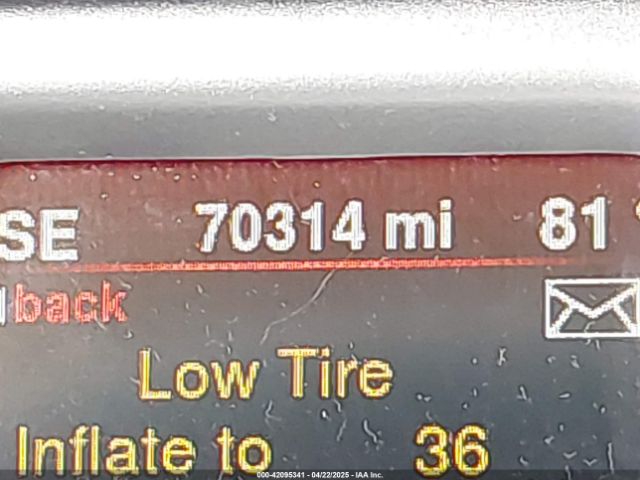 SE 70314 mi 81 °
back
Low Tire
Inflate to 36
000-42095341 - 04/22/2025 - IAA Inc.